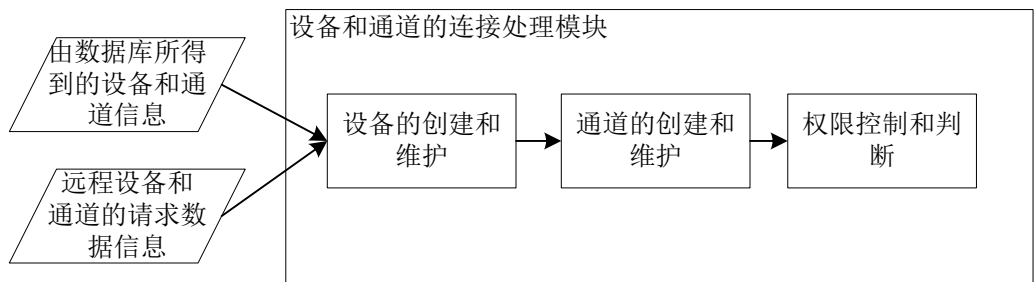 设备和通道的连接处理模块
由数据库所得
到的设备和通
道信息
远程设备和
通道的请求数
据信息
设备的创建和
维护
通道的创建和
维护
权限控制和判
断